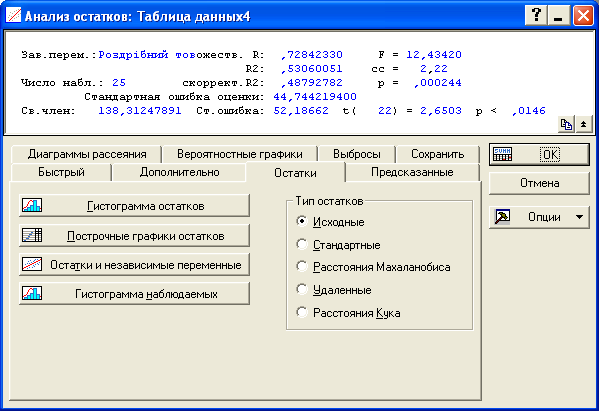 Анализ остатков: Таблица данных4
Зав.перем.:Роздрібний товожеств. R: ,72842330 F = 12,43420
R2: ,53060051 сс = 2,22
Число набл.: 25 скоррект.R2: ,48792782 p = ,000244
Стандартная ошибка оценки: 44,744219400
Св.член: 138,31247891 Ст.ошибка: 52,18662 t( 22) = 2,6503 p < ,0146
Диаграммы рассеяния Вероятностные графики Выбросы Сохранить
Быстрый Дополнительно Остатки Предсказанные
Гистограмма остатков
Построчные графики остатков
Остатки и независимые переменные
Гистограмма наблюдаемых
Тип остатков
Исходные
Стандартные
Расстояния Махаланобиса
Удаленные
Расстояния Кука
SUMM OK
Отмена
Опции